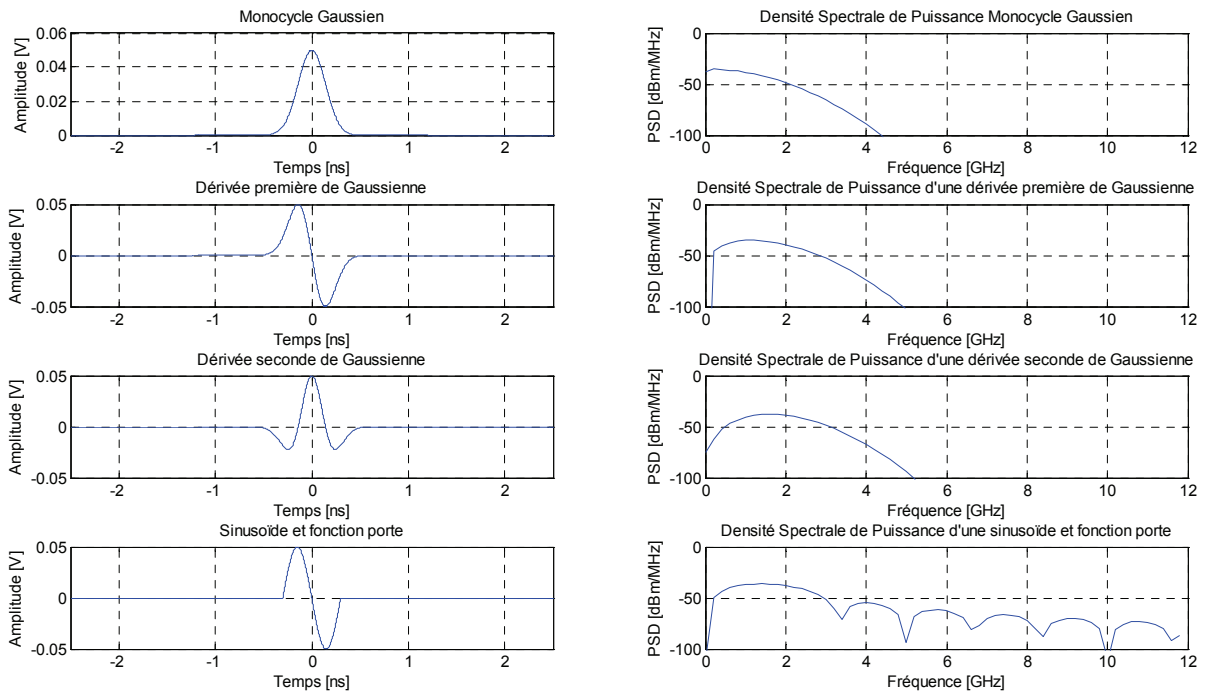 Monocycle Gaussien
Amplitude [V]
0.06
0.04
0.02
0
-2 -1 0 1 2
Temps [ns]
Densité Spectrale de Puissance Monocycle Gaussien
PSD [dBm/MHz]
0
-50
-100
0 2 4 6 8 10 12
Fréquence [GHz]
Dérivée première de Gaussienne
Amplitude [V]
0.05
0
-0.05
-2 -1 0 1 2
Temps [ns]
Densité Spectrale de Puissance d'une dérivée première de Gaussienne
PSD [dBm/MHz]
0
-50
-100
0 2 4 6 8 10 12
Fréquence [GHz]
Dérivée seconde de Gaussienne
Amplitude [V]
0.05
0
-0.05
-2 -1 0 1 2
Temps [ns]
Densité Spectrale de Puissance d'une dérivée seconde de Gaussienne
PSD [dBm/MHz]
0
-50
-100
0 2 4 6 8 10 12
Fréquence [GHz]
Sinusoïde et fonction porte
Amplitude [V]
0.05
0
-0.05
-2 -1 0 1 2
Temps [ns]
Densité Spectrale de Puissance d'une sinusoïde et fonction porte
PSD [dBm/MHz]
0
-50
-100
0 2 4 6 8 10 12
Fréquence [GHz]